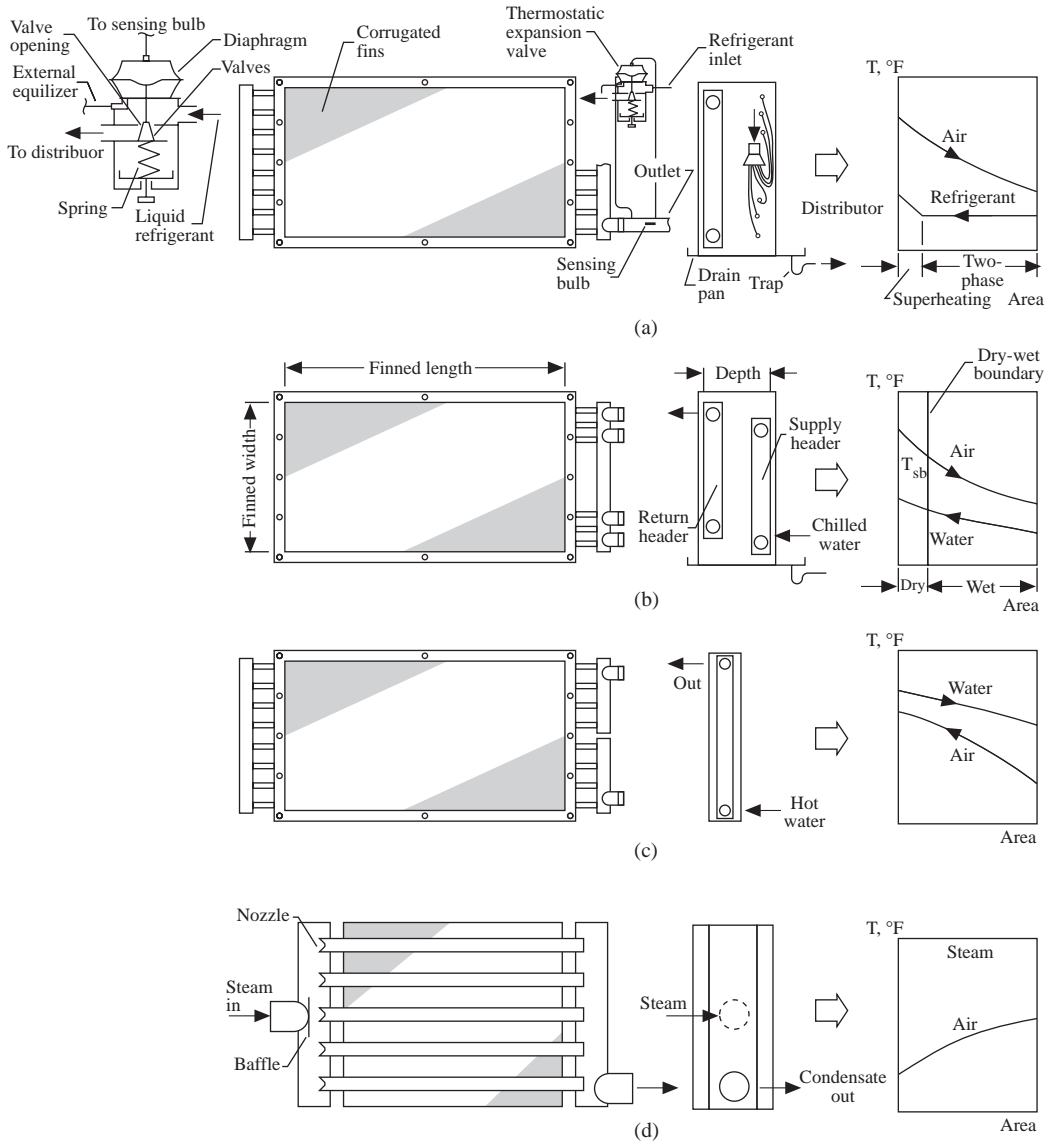 To sensing bulb
Valve
opening
Diaphragm
Valves
External
equilizer
To distribuor
Spring
Liquid
refrigerant
Corrugated
fins
Thermostatic
expansion
valve
Refrigerant
inlet
Outlet
Sensing
bulb
Drain
pan
Trap
Distributor
T, °F
Air
Refrigerant
Two-
phase
Superheating
Area
(a)
Finned length
Finned width
Depth
Supply
header
Return
header
Chilled
water
T, °F
Dry-wet
boundary
Air
Tsb
Water
Dry
Wet
Area
(b)
Out
Hot
water
T, °F
Water
Air
Area
(c)
Nozzle
Steam
in
Baffle
Steam
Condensate
out
T, °F
Steam
Air
Area
(d)